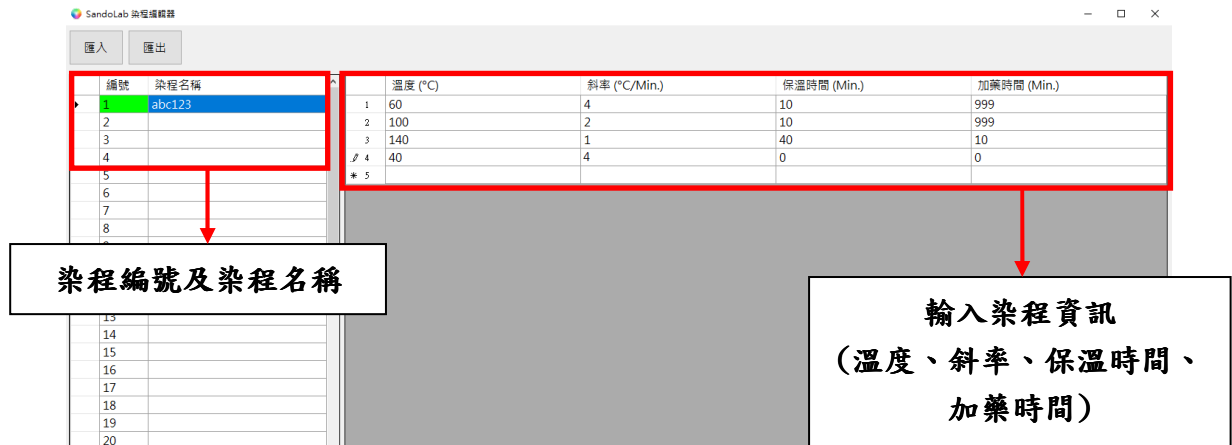 SandoLab 染程編輯器
匯入 匯出
編號 染程名稱
1 abc123
2
3
4
5
6
7
8
13
14
15
16
17
18
19
20
溫度 (°C) 斜率 (°C/Min.) 保溫時間 (Min.) 加藥時間 (Min.)
1 60 4 10 999
2 100 2 10 999
3 140 1 40 10
4 40 4 0 0
* 5
染程編號及染程名稱
輸入染程資訊
(溫度、斜率、保溫時間、
加藥時間)